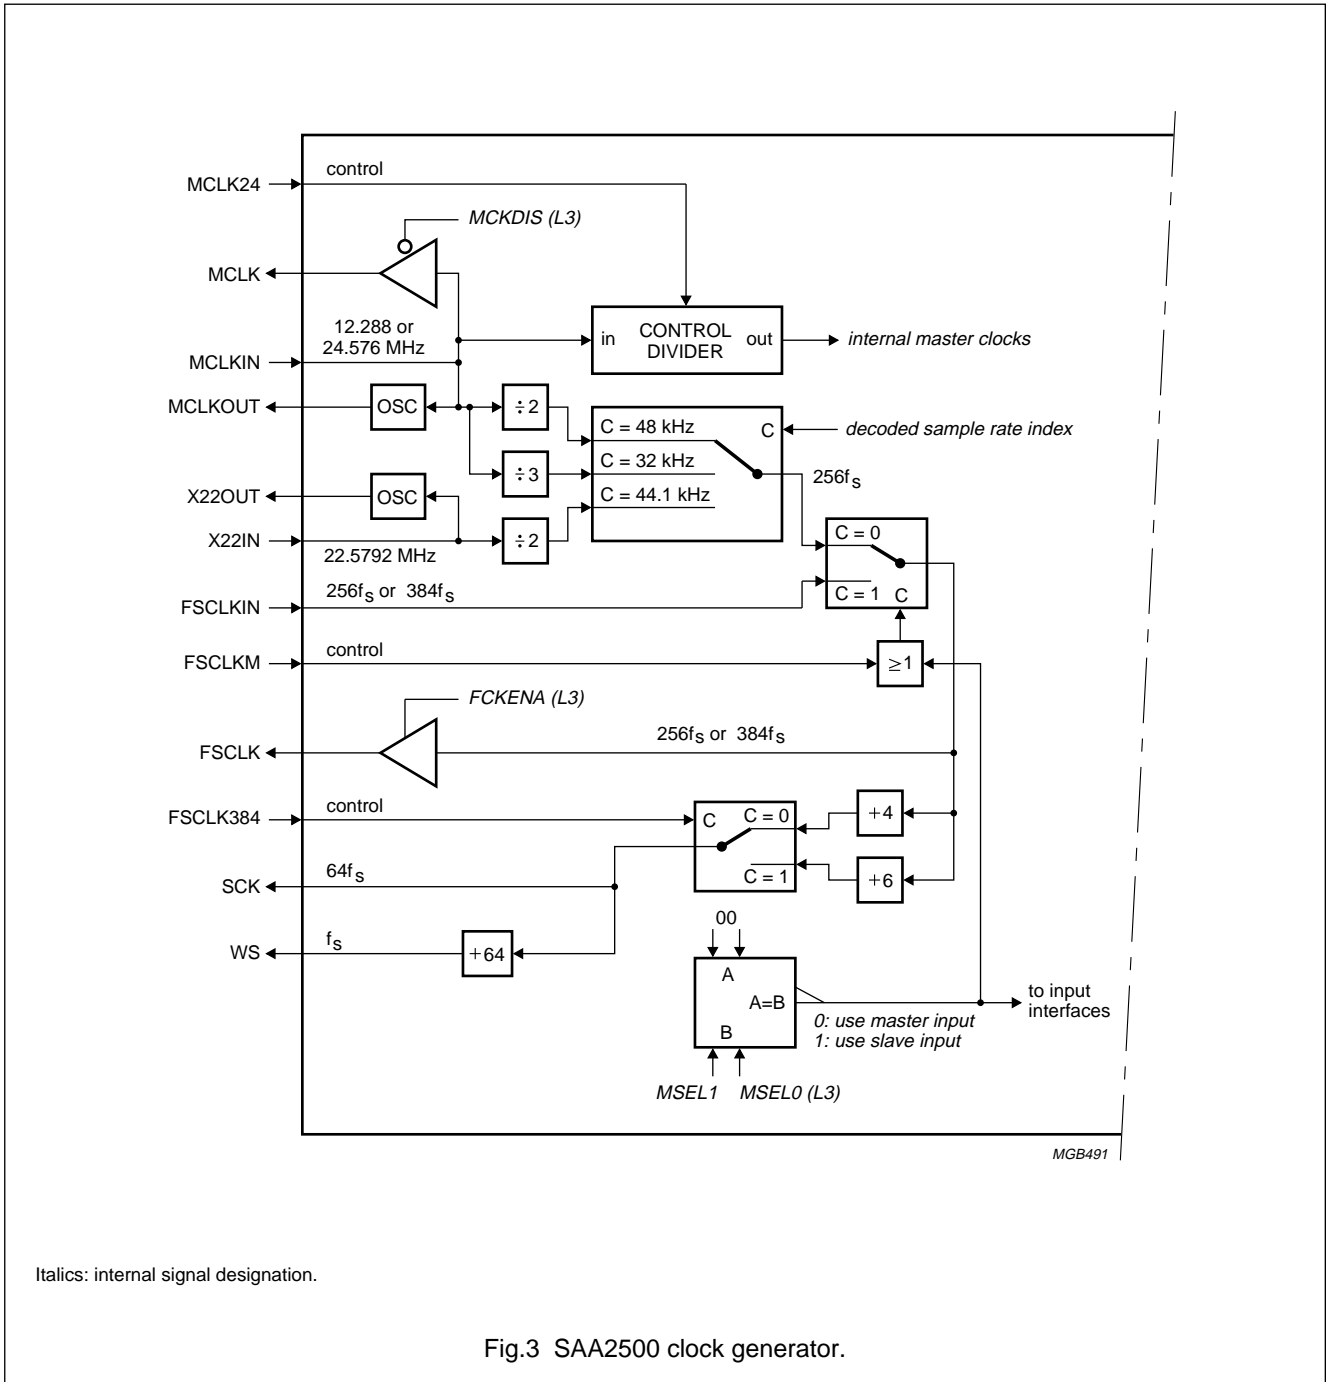 MCLK24
control
MCKDIS (L3)
MCLK
12.288 or
24.576 MHz
MCLKIN
in
CONTROL
DIVIDER
out
internal master clocks
MCLKOUT
OSC
÷2
C = 48 kHz
C
decoded sample rate index
÷3
C = 32 kHz
256fs
X22OUT
OSC
C = 44.1 kHz
X22IN
22.5792 MHz
÷2
C = 0
FSCLKIN
256fs or 384fs
C = 1
C
FSCLKM
control
≥1
FCKENA (L3)
FSCLK
256fs or 384fs
FSCLK384
control
C
C = 0
+4
SCK
64fs
C = 1
+6
00
WS
fs
+64
A
A=B
B
to input
interfaces
0: use master input
1: use slave input
MSEL1
MSEL0 (L3)
MGB491
Italics: internal signal designation.
Fig.3 SAA2500 clock generator.